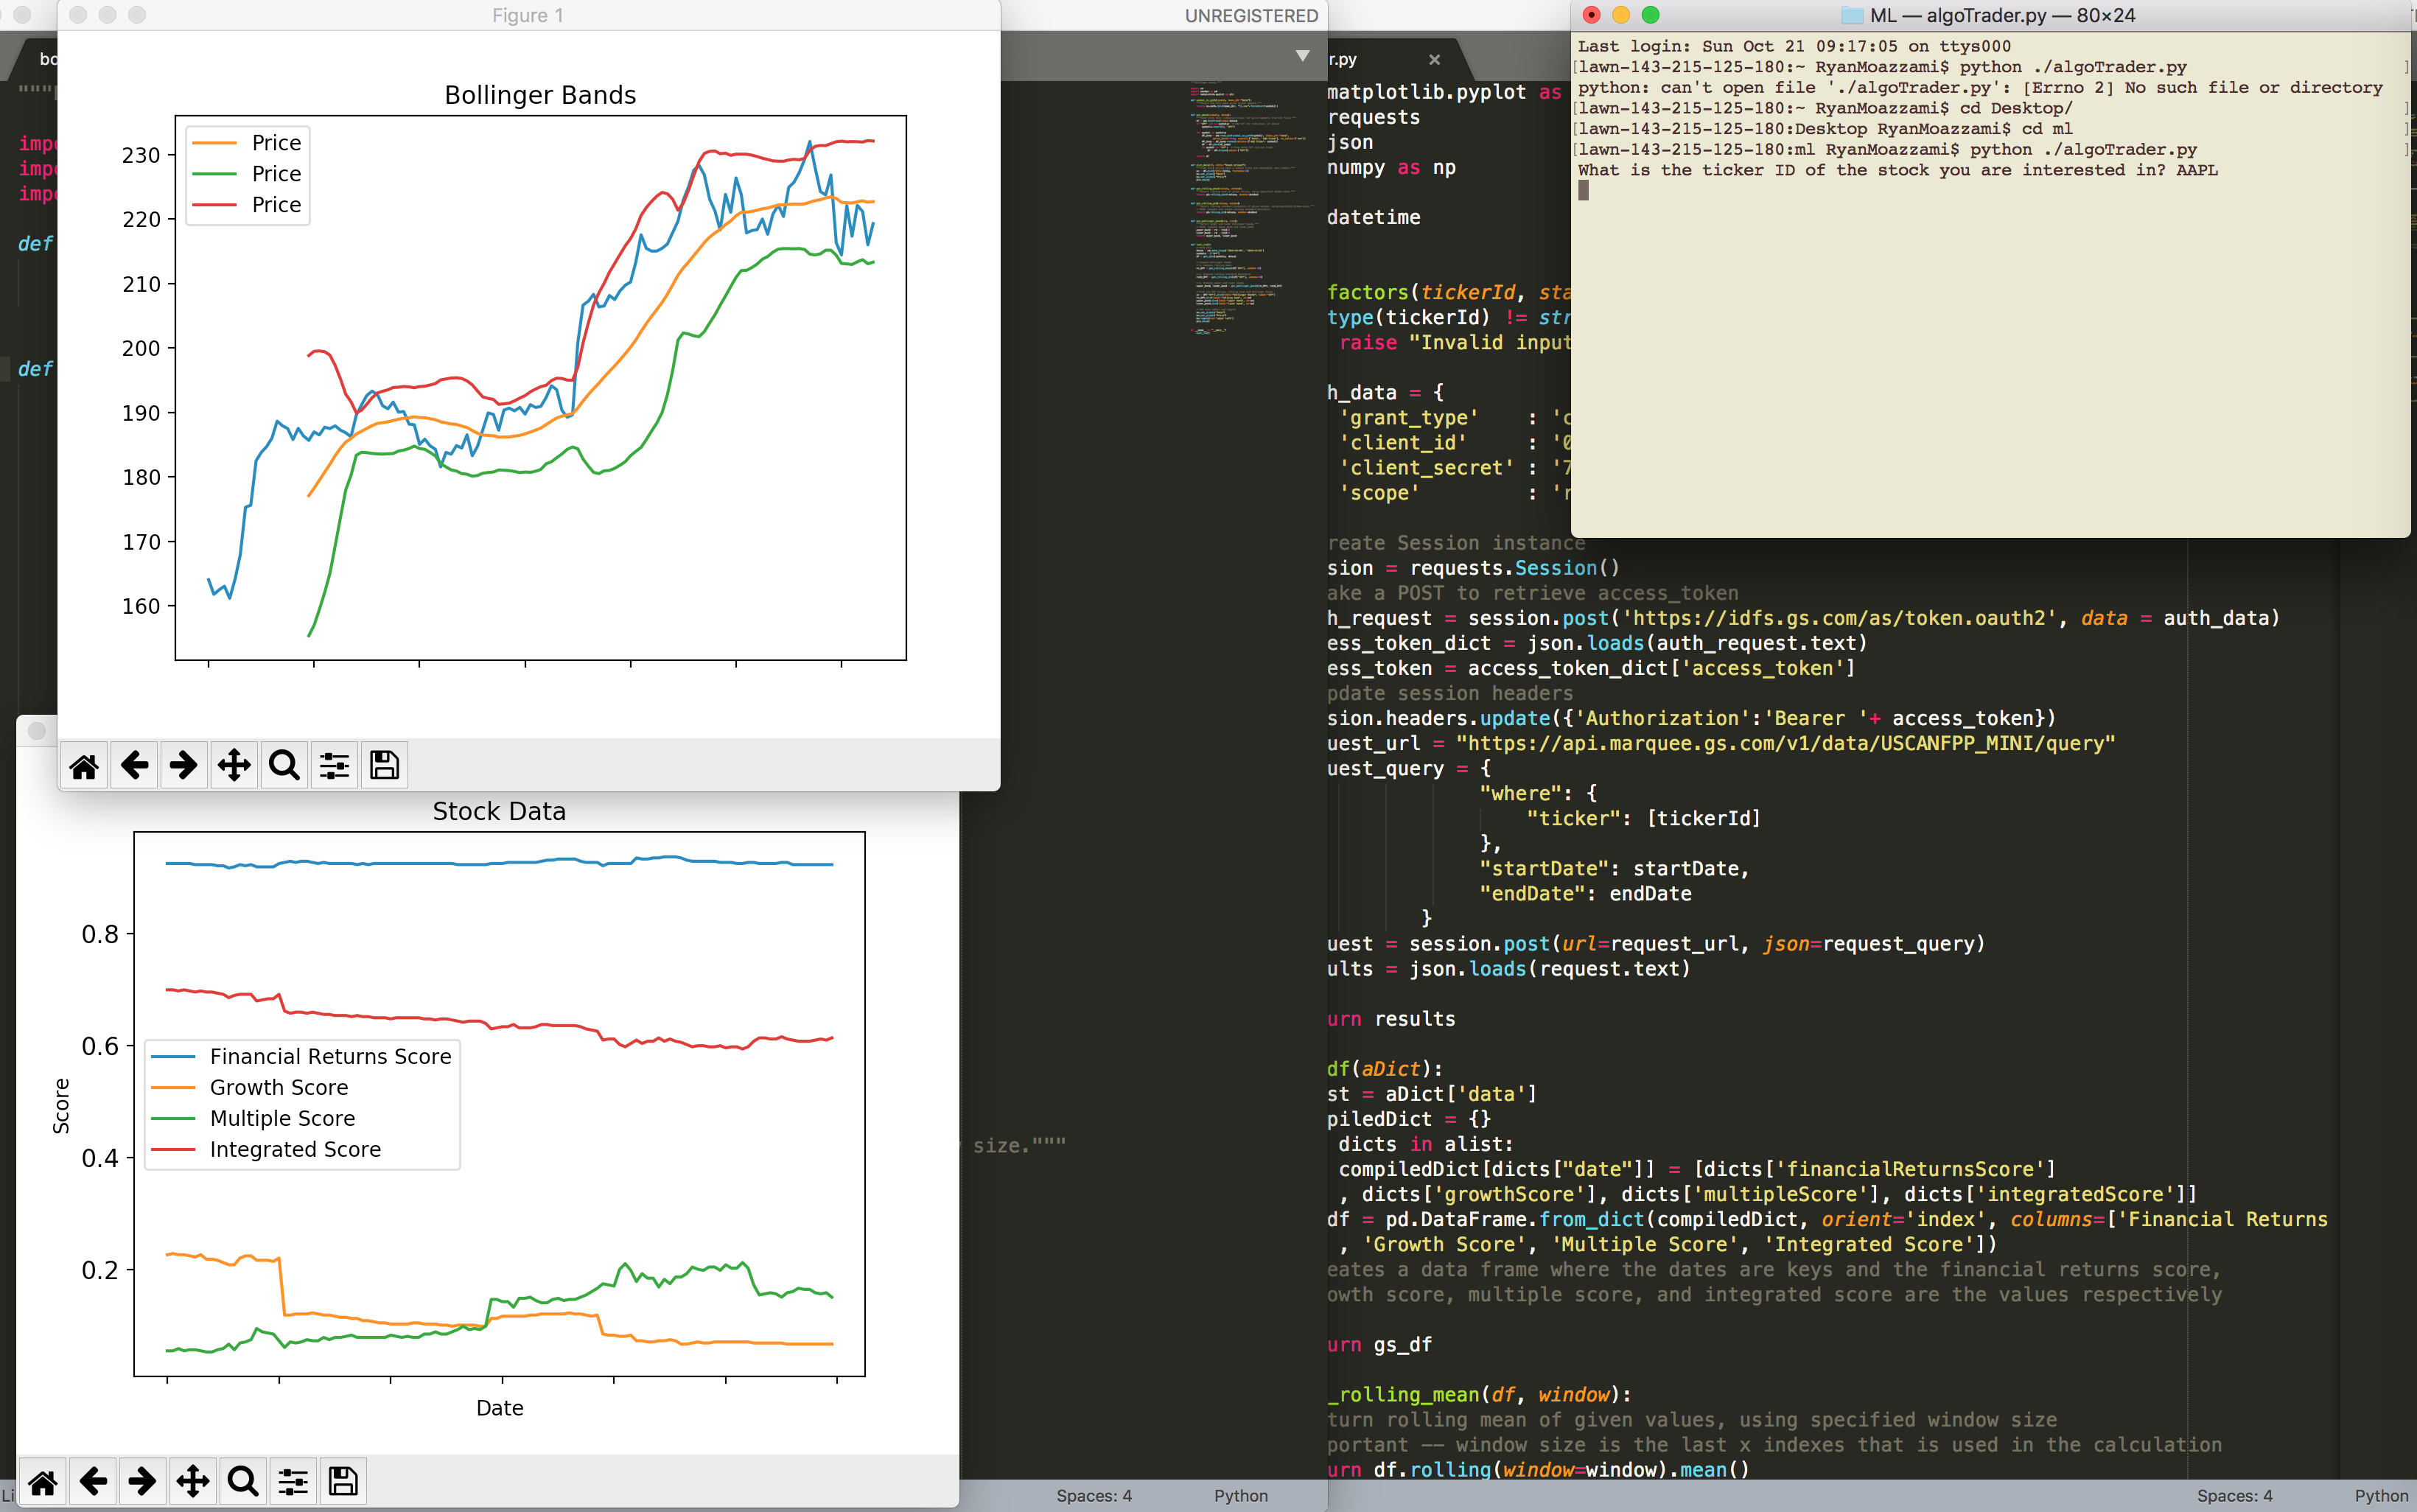 Figure 1
UNREGISTERED
Bollinger Bands
Price
Price
Price
230
220
210
200
190
180
170
160
def
def
Stock Data
0.8
0.6
0.4
0.2
Score
Financial Returns Score
Growth Score
Multiple Score
Integrated Score
Date
size."""
Spaces: 4 Python
r.py
matplotlib.pyplot as
requests
json
numpy as np
datetime
factors(tickerId, sta
type(tickerId) != str
raise "Invalid input
h_data = {
'grant_type' : 'c
'client_id' : '0
'client_secret' : '7
'scope' : 'r
reate Session instance
sion = requests.Session()
ake a POST to retrieve access_token
h_request = session.post('https://idfs.gs.com/as/token.oauth2', data = auth_data)
ess_token_dict = json.loads(auth_request.text)
ess_token = access_token_dict['access_token']
pdate session headers
sion.headers.update({'Authorization':'Bearer '+ access_token})
uest_url = "https://api.marquee.gs.com/v1/data/USCANFPP_MINI/query"
uest_query = {
"where": {
"ticker": [tickerId]
},
"startDate": startDate,
"endDate": endDate
}
uest = session.post(url=request_url, json=request_query)
ults = json.loads(request.text)
urn results
df(aDict):
st = aDict['data']
piledDict = {}
dicts in alist:
compiledDict[dicts["date"]] = [dicts['financialReturnsScore']
, dicts['growthScore'], dicts['multipleScore'], dicts['integratedScore']]
df = pd.DataFrame.from_dict(compiledDict, orient='index', columns=['Financial Returns
, 'Growth Score', 'Multiple Score', 'Integrated Score'])
eates a data frame where the dates are keys and the financial returns score,
owth score, multiple score, and integrated score are the values respectively
urn gs_df
_rolling_mean(df, window):
turn rolling mean of given values, using specified window size
portant -- window size is the last x indexes that is used in the calculation
urn df.rolling(window=window).mean()
Spaces: 4 Python
ML — algoTrader.py — 80×24
Last login: Sun Oct 21 09:17:05 on ttys000
[lawn-143-215-125-180:~ RyanMoazzami$ python ./algoTrader.py ]
python: can't open file './algoTrader.py': [Errno 2] No such file or directory
[lawn-143-215-125-180:~ RyanMoazzami$ cd Desktop/ ]
[lawn-143-215-125-180:Desktop RyanMoazzami$ cd ml ]
[lawn-143-215-125-180:ml RyanMoazzami$ python ./algoTrader.py ]
What is the ticker ID of the stock you are interested in? AAPL